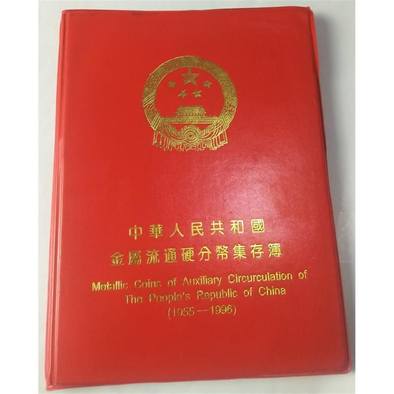 中華人民共和國
金屬流通硬分幣集存簿
Metallic Coins of Auxiliary Circurculation of
The People's Republic of China
(1955--1996)